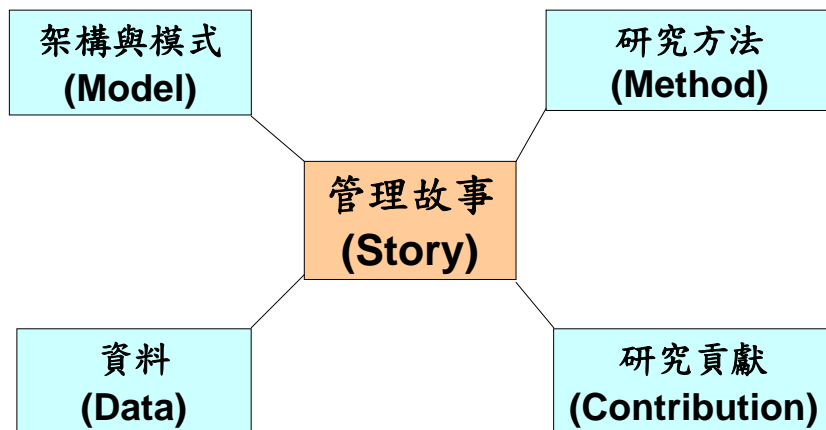 架構與模式
(Model)
研究方法
(Method)
管理故事
(Story)
資料
(Data)
研究貢獻
(Contribution)